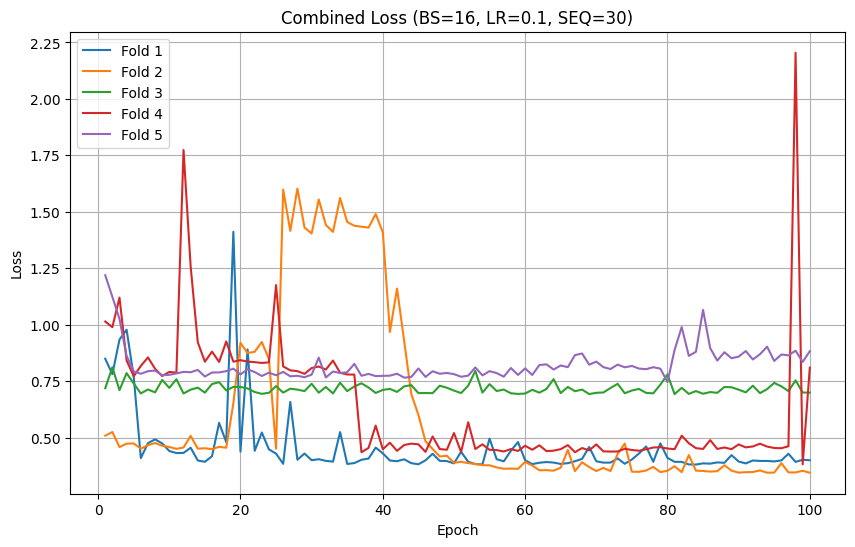 Combined Loss (BS=16, LR=0.1, SEQ=30)
Fold 1
Fold 2
Fold 3
Fold 4
Fold 5
Loss
2.25
2.00
1.75
1.50
1.25
1.00
0.75
0.50
0 20 40 60 80 100
Epoch